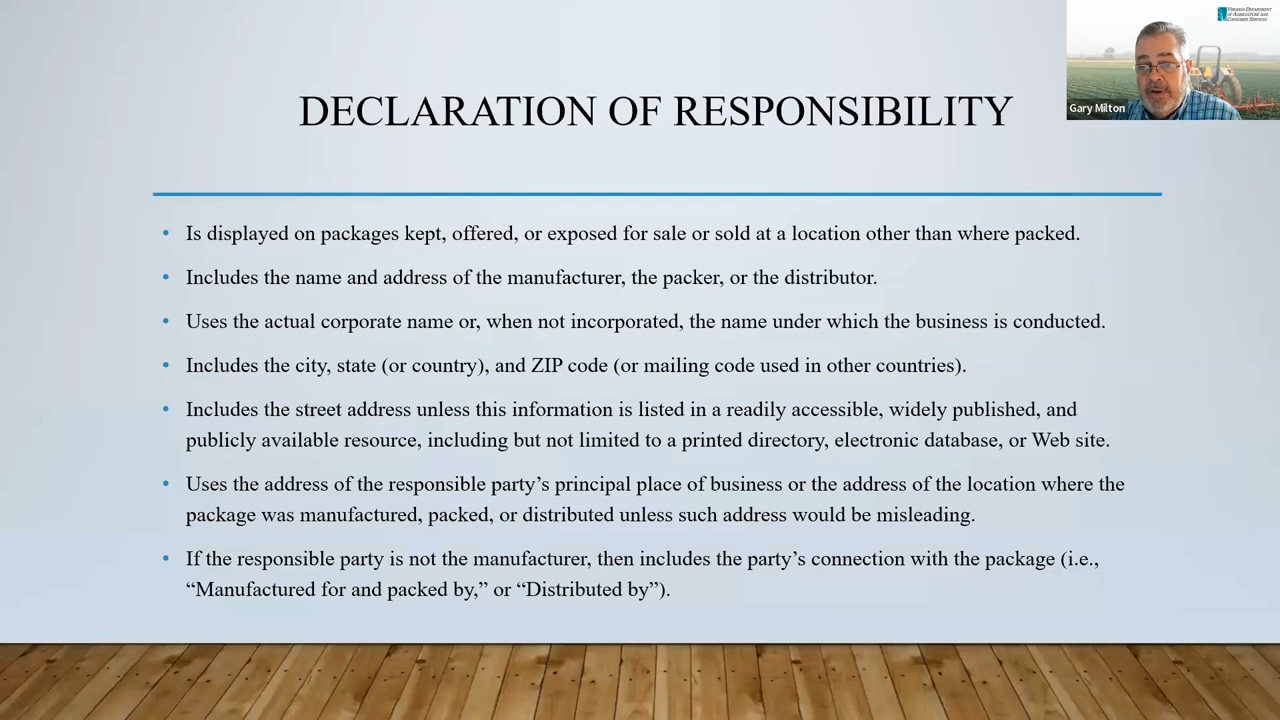 VIRGINIA DEPARTMENT
OF AGRICULTURE AND
CONSUMER SERVICES
Gary Milton
DECLARATION OF RESPONSIBILITY
• Is displayed on packages kept, offered, or exposed for sale or sold at a location other than where packed.
• Includes the name and address of the manufacturer, the packer, or the distributor.
• Uses the actual corporate name or, when not incorporated, the name under which the business is conducted.
• Includes the city, state (or country), and ZIP code (or mailing code used in other countries).
• Includes the street address unless this information is listed in a readily accessible, widely published, and
publicly available resource, including but not limited to a printed directory, electronic database, or Web site.
• Uses the address of the responsible party’s principal place of business or the address of the location where the
package was manufactured, packed, or distributed unless such address would be misleading.
• If the responsible party is not the manufacturer, then includes the party’s connection with the package (i.e.,
“Manufactured for and packed by,” or “Distributed by”).